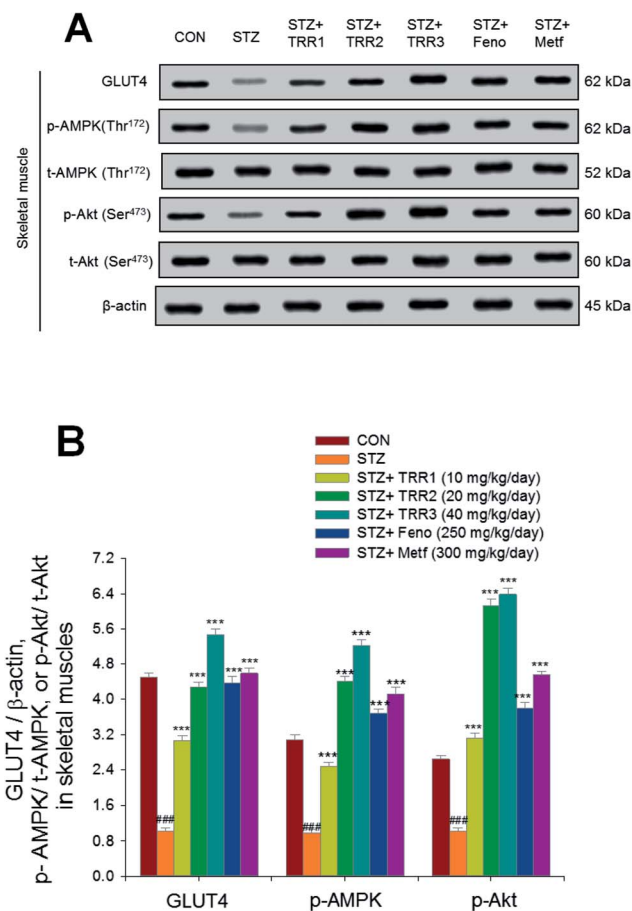 A
CON STZ STZ+ TRR1 STZ+ TRR2 STZ+ TRR3 STZ+ Feno STZ+ Metf
Skeletal muscle
GLUT4 62 kDa
p-AMPK(Thr¹⁷²) 62 kDa
t-AMPK (Thr¹⁷²) 52 kDa
p-Akt (Ser⁴⁷³) 60 kDa
t-Akt (Ser⁴⁷³) 60 kDa
β-actin 45 kDa
B
CON
STZ
STZ+ TRR1 (10 mg/kg/day)
STZ+ TRR2 (20 mg/kg/day)
STZ+ TRR3 (40 mg/kg/day)
STZ+ Feno (250 mg/kg/day)
STZ+ Metf (300 mg/kg/day)
GLUT4 / β-actin,
p- AMPK/ t-AMPK, or p-Akt/ t-Akt
in skeletal muscles
7.2
6.4
5.6
4.8
4.0
3.2
2.4
1.6
0.8
0.0
### *** *** *** *** ***
### *** *** *** *** ***
### *** *** *** *** ***
GLUT4 p-AMPK p-Akt